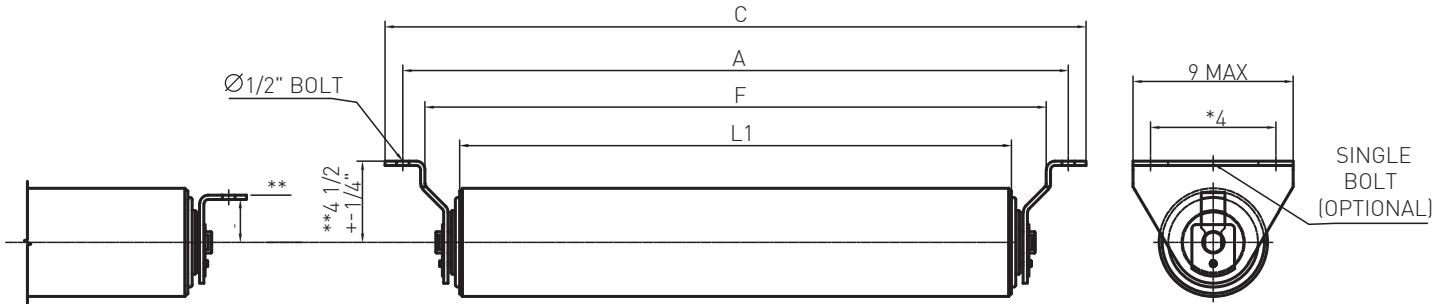 C
A
Ø1/2" BOLT
F
L1
9 MAX
*4
SINGLE
BOLT
(OPTIONAL)
**
**4 1/2
+-1/4"